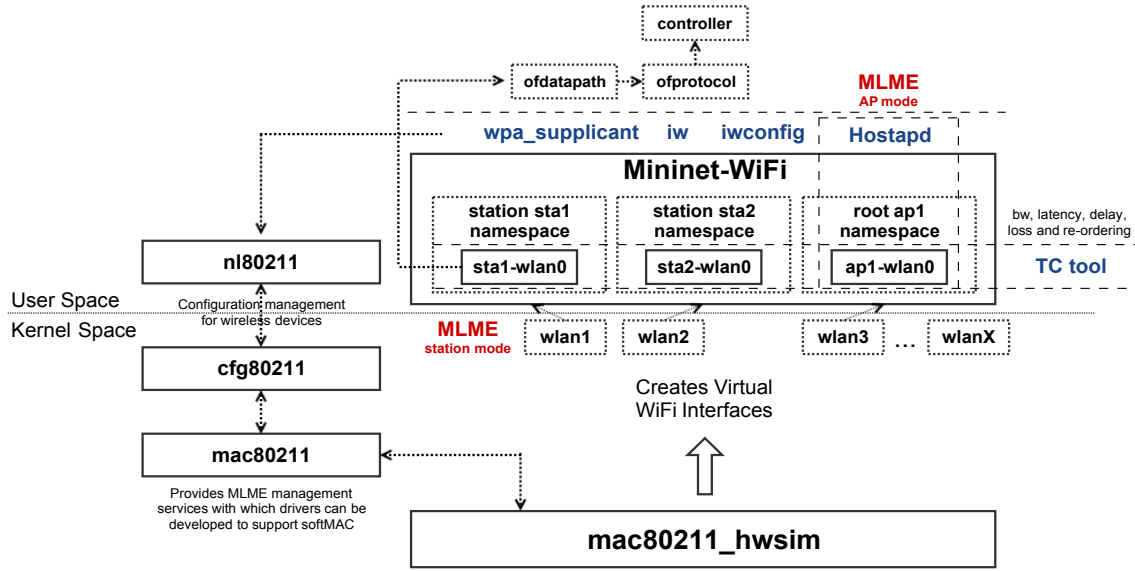 controller
ofdatapath
ofprotocol
MLME
AP mode
wpa_supplicant iw iwconfig Hostapd
Mininet-WiFi
station sta1
namespace
station sta2
namespace
root ap1
namespace
bw, latency, delay,
loss and re-ordering
sta1-wlan0
sta2-wlan0
ap1-wlan0
TC tool
nl80211
User Space
Configuration management
for wireless devices
Kernel Space
MLME
station mode
wlan1
wlan2
wlan3
...
wlanX
cfg80211
Creates Virtual
WiFi Interfaces
mac80211
Provides MLME management
services with which drivers can be
developed to support softMAC
mac80211_hwsim